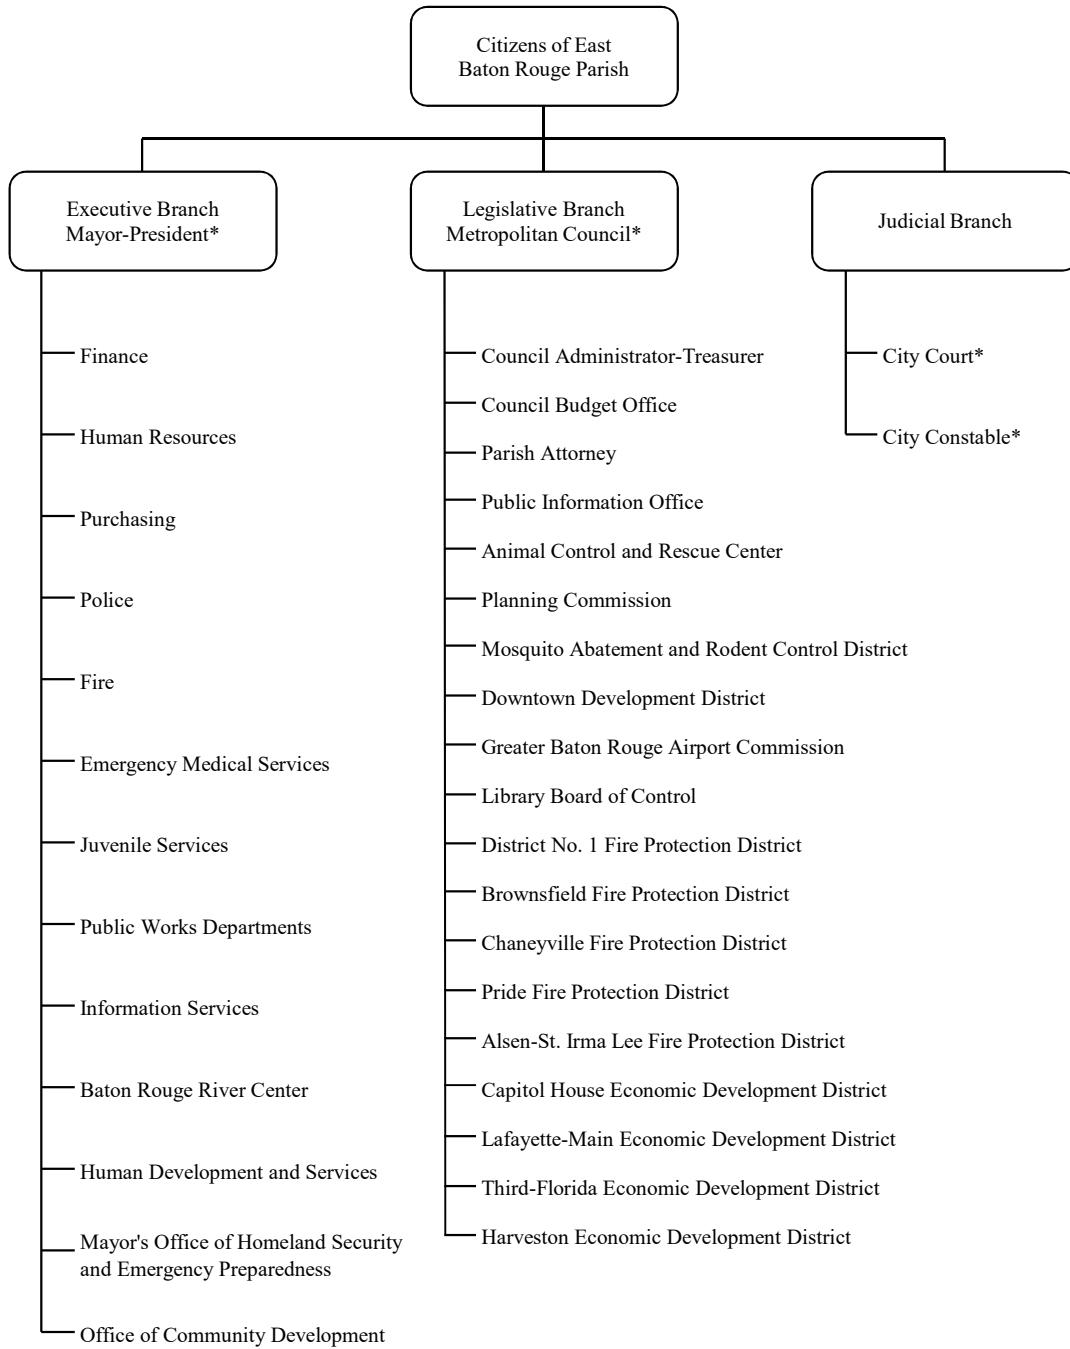 Citizens of East
Baton Rouge Parish
Executive Branch
Mayor-President*
Legislative Branch
Metropolitan Council*
Judicial Branch
Finance
Human Resources
Purchasing
Police
Fire
Emergency Medical Services
Juvenile Services
Public Works Departments
Information Services
Baton Rouge River Center
Human Development and Services
Mayor's Office of Homeland Security
and Emergency Preparedness
Office of Community Development
Council Administrator-Treasurer
Council Budget Office
Parish Attorney
Public Information Office
Animal Control and Rescue Center
Planning Commission
Mosquito Abatement and Rodent Control District
Downtown Development District
Greater Baton Rouge Airport Commission
Library Board of Control
District No. 1 Fire Protection District
Brownsfield Fire Protection District
Chaneyville Fire Protection District
Pride Fire Protection District
Alsen-St. Irma Lee Fire Protection District
Capitol House Economic Development District
Lafayette-Main Economic Development District
Third-Florida Economic Development District
Harveston Economic Development District
City Court*
City Constable*